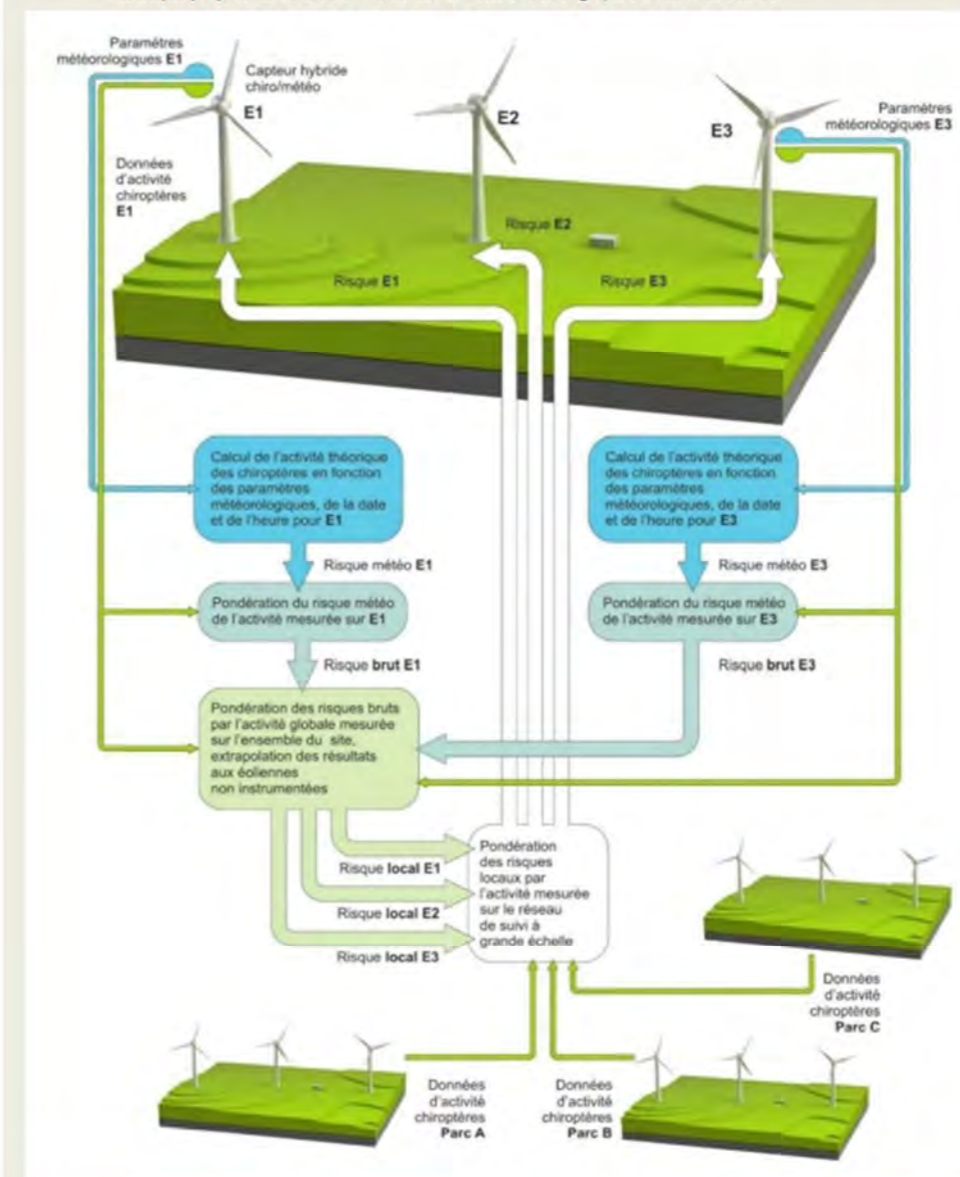 Paramètres
météorologiques E1
Capteur hybride
chiro/météo
E1
E2
E3
Paramètres
météorologiques E3
Données
d'activité
chiroptères
E1
Risque E2
Risque E1
Risque E3
Calcul de l'activité théorique
des chiroptères en fonction
des paramètres
météorologiques, de la date
et de l'heure pour E1
Calcul de l'activité théorique
des chiroptères en fonction
des paramètres
météorologiques, de la date
et de l'heure pour E3
Risque météo E1
Risque météo E3
Pondération du risque météo
de l'activité mesurée sur E1
Pondération du risque météo
de l'activité mesurée sur E3
Risque brut E1
Risque brut E3
Pondération des risques bruts
par l'activité globale mesurée
sur l'ensemble du site,
extrapolation des résultats
aux éoliennes
non instrumentées
Risque local E1
Risque local E2
Risque local E3
Pondération
des risques
locaux par
l'activité mesurée
sur le réseau
de suivi à
grande échelle
Données
d'activité
chiroptères
Parc C
Données
d'activité
chiroptères
Parc A
Données
d'activité
chiroptères
Parc B